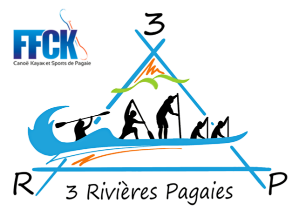 FFCK
Canoë Kayak et Sports de Pagaie
3
R
P
3 Rivières Pagaies